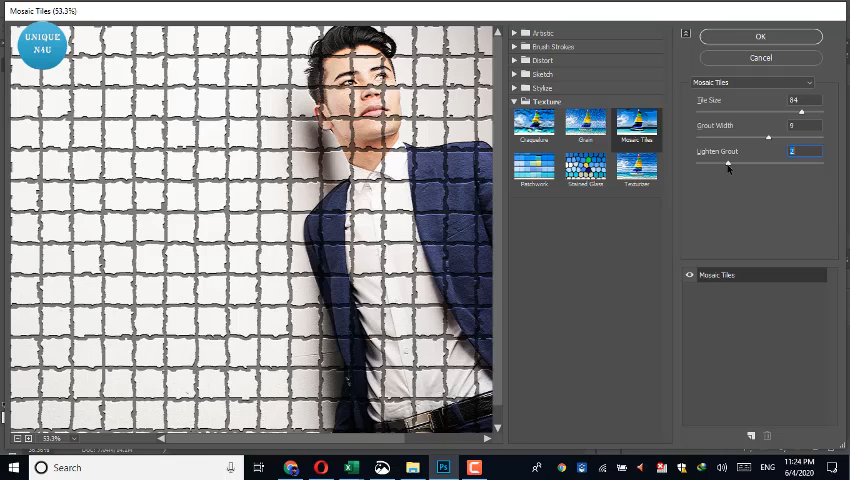 Mosaic Tiles (53.3%)
UNIQUE
N4U
Artistic
Brush Strokes
Distort
Sketch
Stylize
Texture
Craquelure
Grain
Mosaic Tiles
Patchwork
Stained Glass
Texturizer
OK
Cancel
Mosaic Tiles
Tile Size
84
Grout Width
9
Lighten Grout
2
Mosaic Tiles
53.3%
Search
Ps
ENG
11:24 PM
6/4/2020